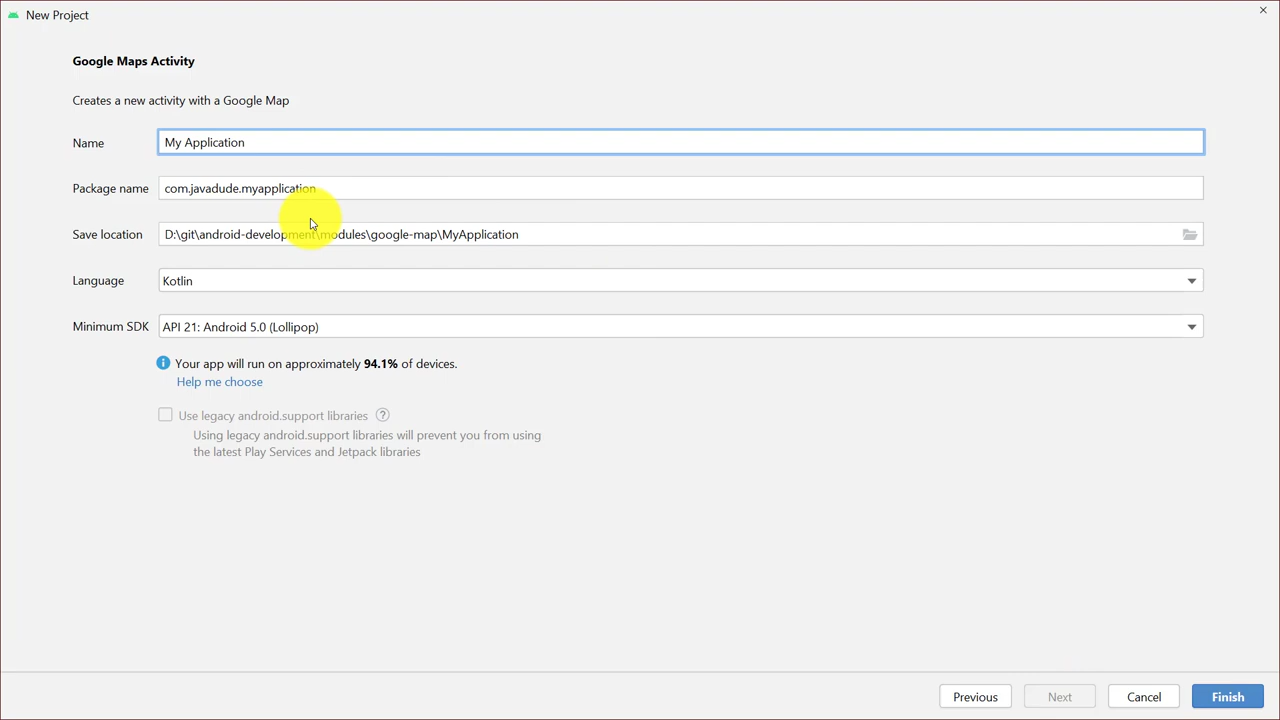 New Project
Google Maps Activity
Creates a new activity with a Google Map
Name My Application
Package name com.javadude.myapplication
Save location D:\git\android-development\modules\google-map\MyApplication
Language Kotlin
Minimum SDK API 21: Android 5.0 (Lollipop)
Your app will run on approximately 94.1% of devices.
Help me choose
Use legacy android.support libraries ?
Using legacy android.support libraries will prevent you from using
the latest Play Services and Jetpack libraries
Previous Next Cancel Finish